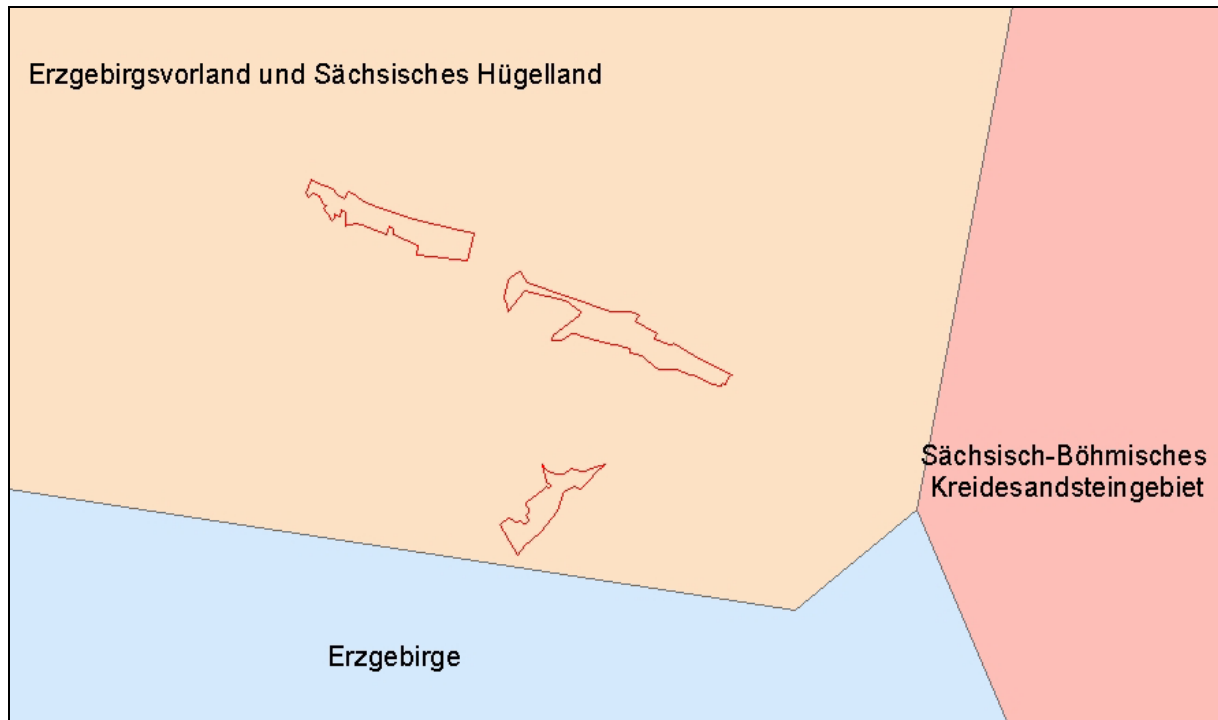 Erzgebirgsvorland und Sächsisches Hügelland
Sächsisch-Böhmisches
Kreidesandsteingebiet
Erzgebirge